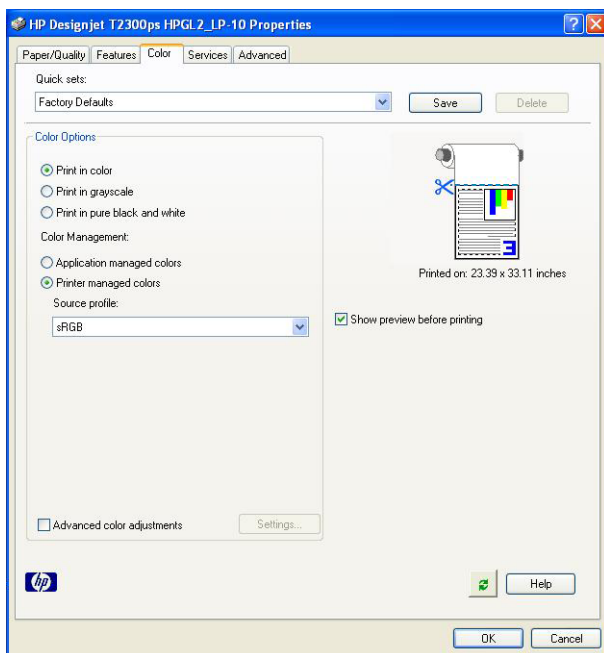 HP Designjet T2300ps HPGL2_LP-10 Properties
Paper/Quality Features Color Services Advanced
Quick sets:
Factory Defaults
Save
Delete
Color Options
Print in color
Print in grayscale
Print in pure black and white
Color Management:
Application managed colors
Printer managed colors
Source profile:
sRGB
Advanced color adjustments
Settings...
3
Printed on: 23.39 x 33.11 inches
Show preview before printing
hp
Help
OK
Cancel